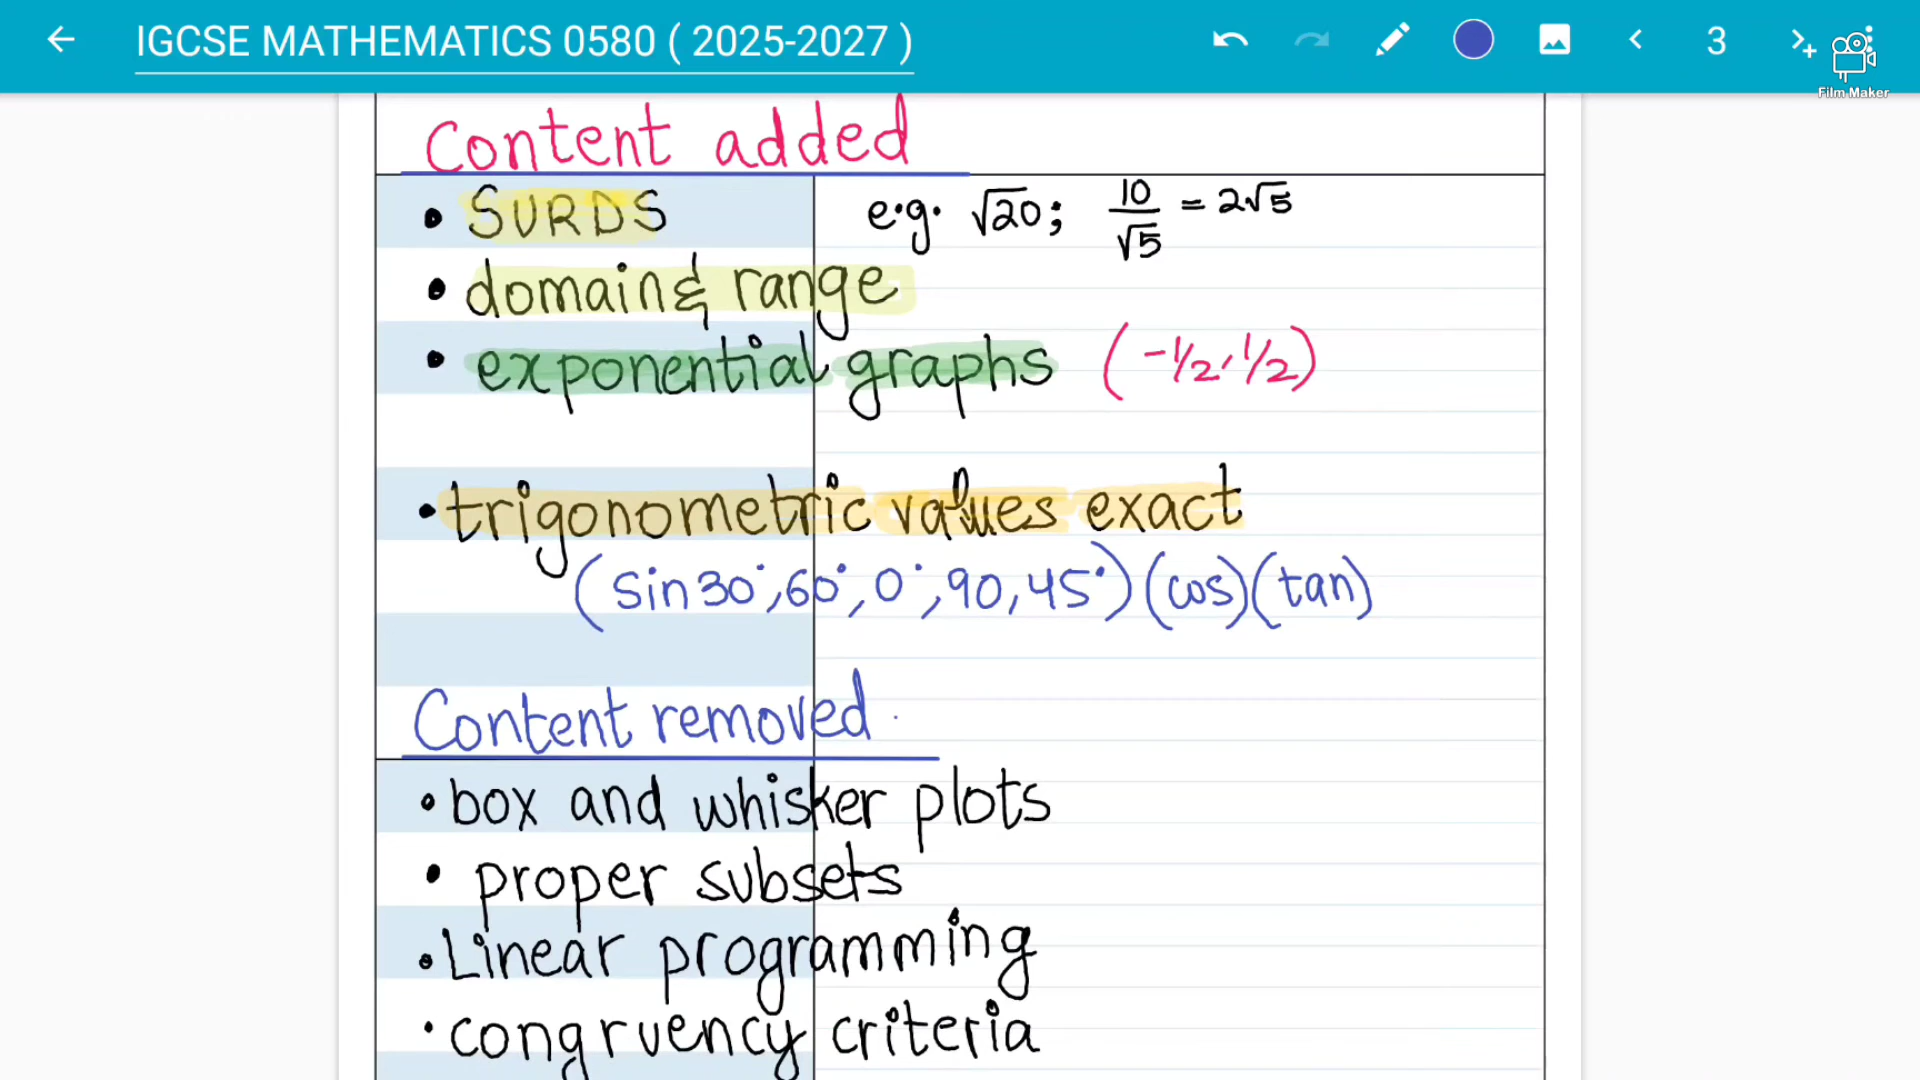 IGCSE MATHEMATICS 0580 ( 2025-2027 )
3
Film Maker
Content added
• SURDS e.g. √20; 10/√5 = 2√5
• domain & range
• exponential graphs (-1/2, 1/2)
• trigonometric values exact
(sin30°,60°,0°,90,45°)(cos)(tan)
Content removed
• box and whisker plots
• proper subsets
• Linear programming
• congruency criteria